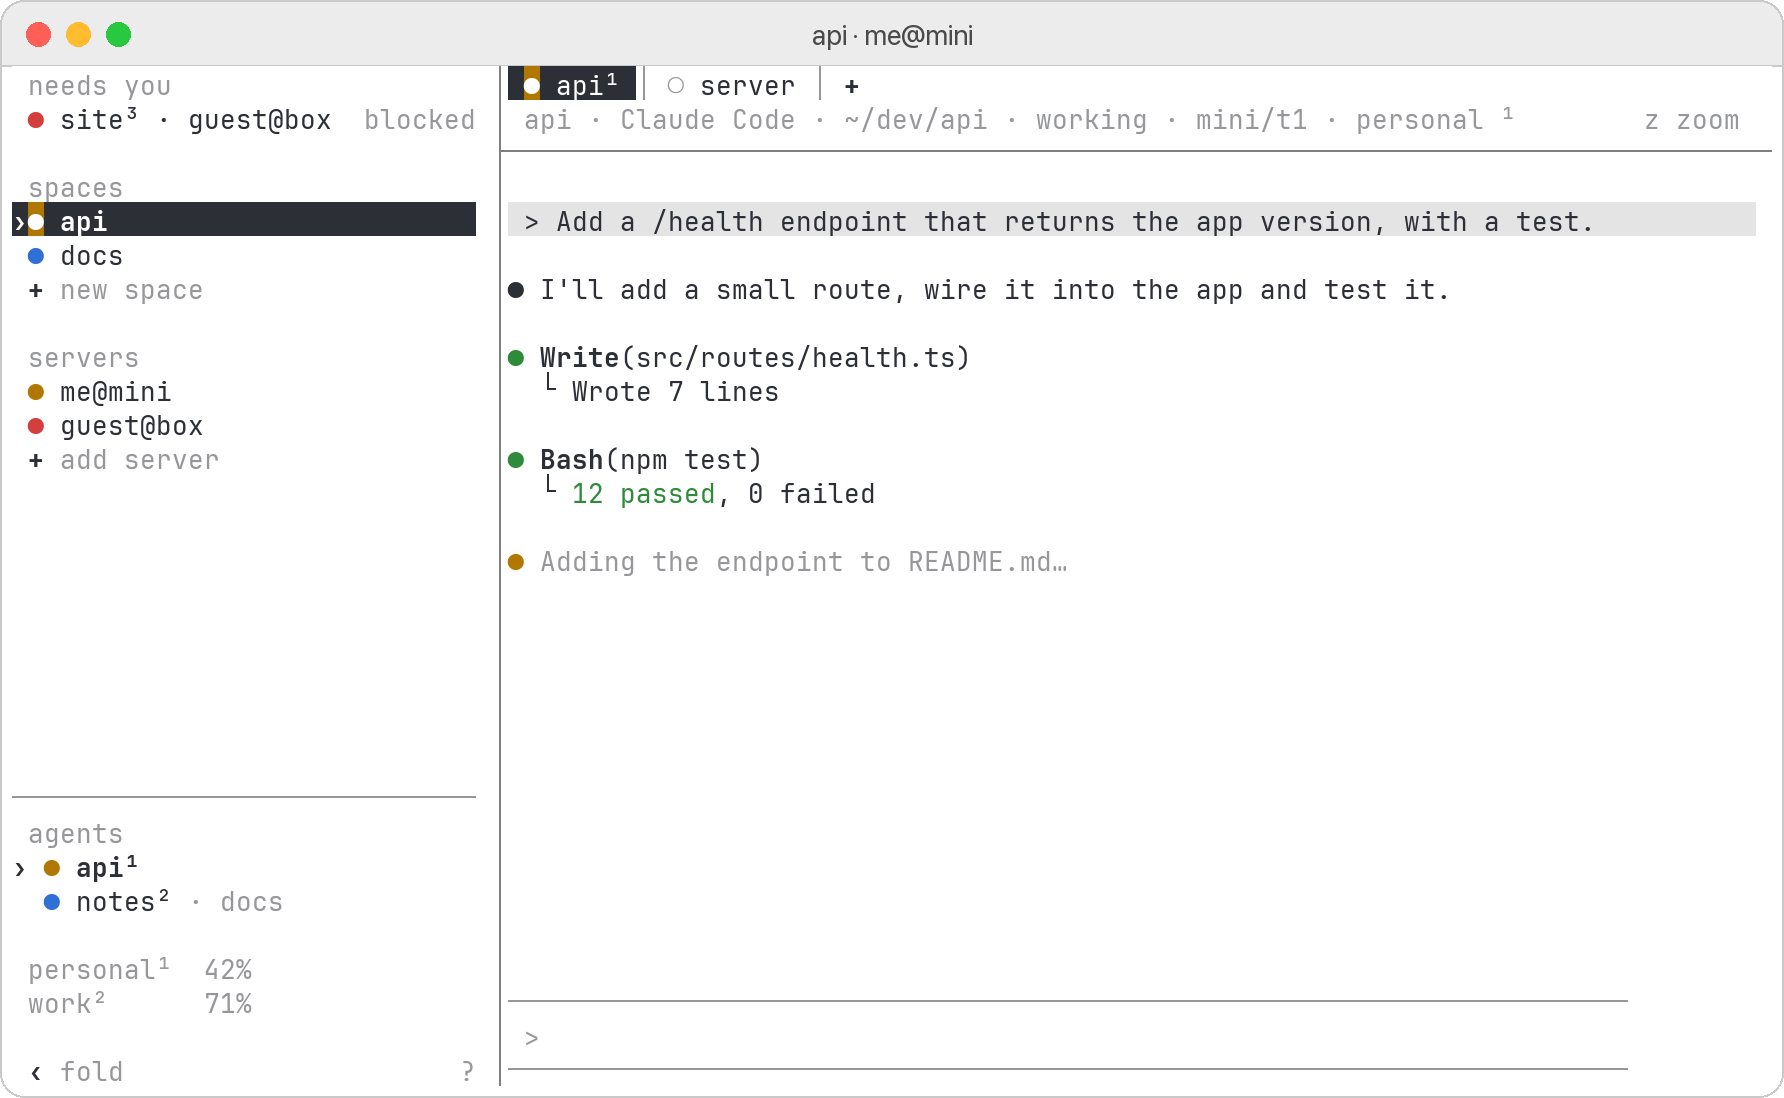 api · me@mini
needs you
● site³ · guest@box blocked
spaces
❯● api
● docs
+ new space
servers
● me@mini
● guest@box
+ add server
agents
❯ ● api¹
● notes² · docs
personal¹ 42%
work² 71%
‹ fold ?
● api¹ │ ○ server │ +
api · Claude Code · ~/dev/api · working · mini/t1 · personal ¹ z zoom
> Add a /health endpoint that returns the app version, with a test.
● I'll add a small route, wire it into the app and test it.
● Write(src/routes/health.ts)
└ Wrote 7 lines
● Bash(npm test)
└ 12 passed, 0 failed
● Adding the endpoint to README.md…
>